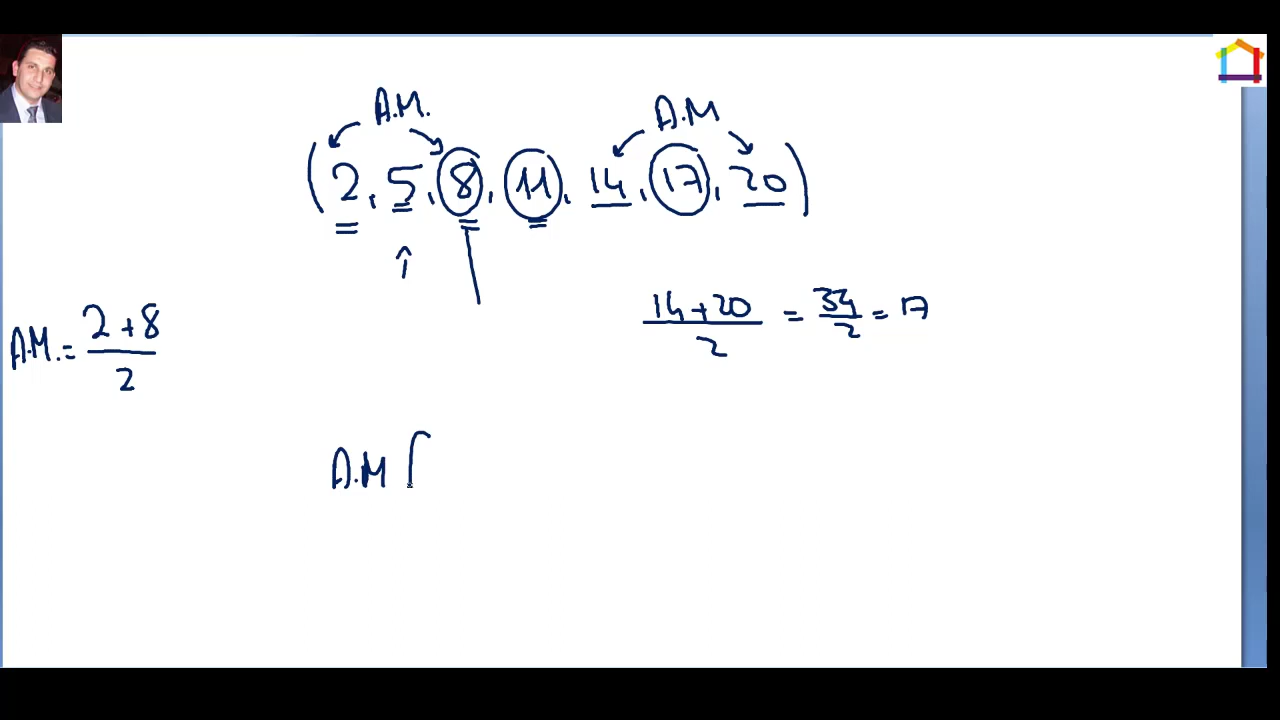 A.M. A.M
(2, 5, 8, 11, 14, 17, 20)
A.M. = 2+8/2
14+20/2 = 34/2 = 17
A.M